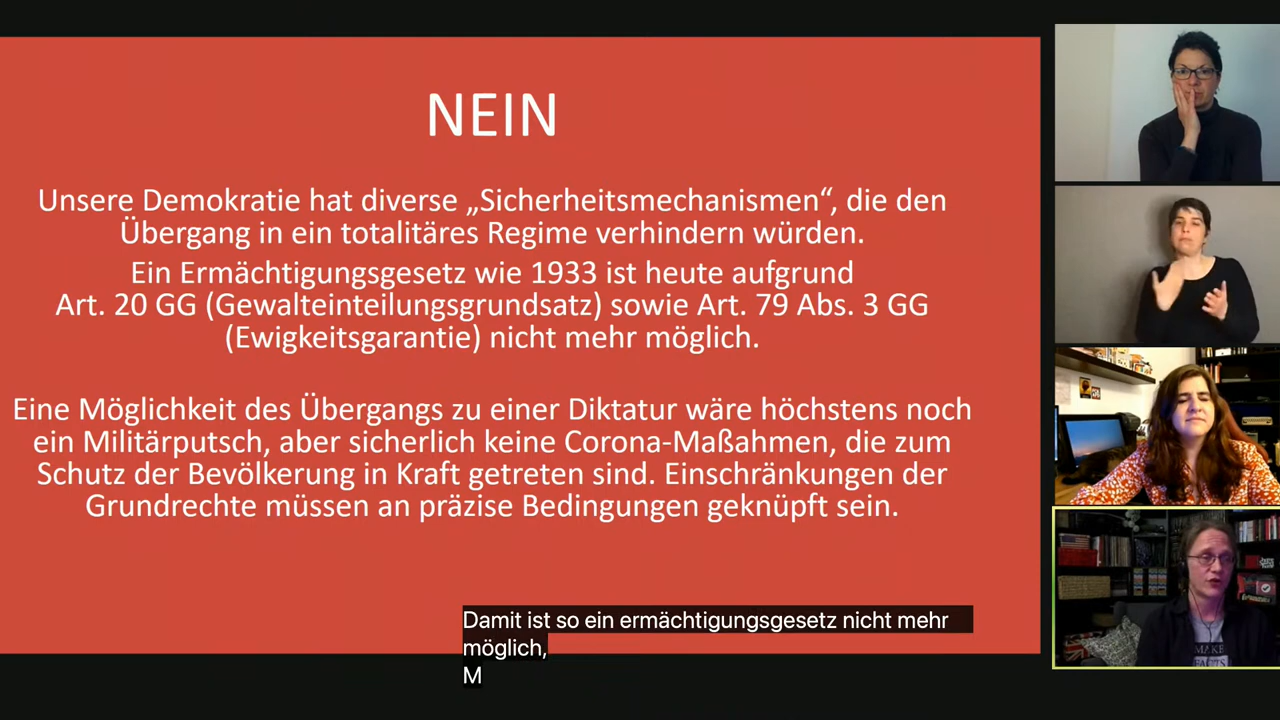 NEIN
Unsere Demokratie hat diverse „Sicherheitsmechanismen“, die den
Übergang in ein totalitäres Regime verhindern würden.
Ein Ermächtigungsgesetz wie 1933 ist heute aufgrund
Art. 20 GG (Gewalteinteilungsgrundsatz) sowie Art. 79 Abs. 3 GG
(Ewigkeitsgarantie) nicht mehr möglich.
Eine Möglichkeit des Übergangs zu einer Diktatur wäre höchstens noch
ein Militärputsch, aber sicherlich keine Corona-Maßahmen, die zum
Schutz der Bevölkerung in Kraft getreten sind. Einschränkungen der
Grundrechte müssen an präzise Bedingungen geknüpft sein.
Damit ist so ein ermächtigungsgesetz nicht mehr
möglich,
M
MAKE
FACTS